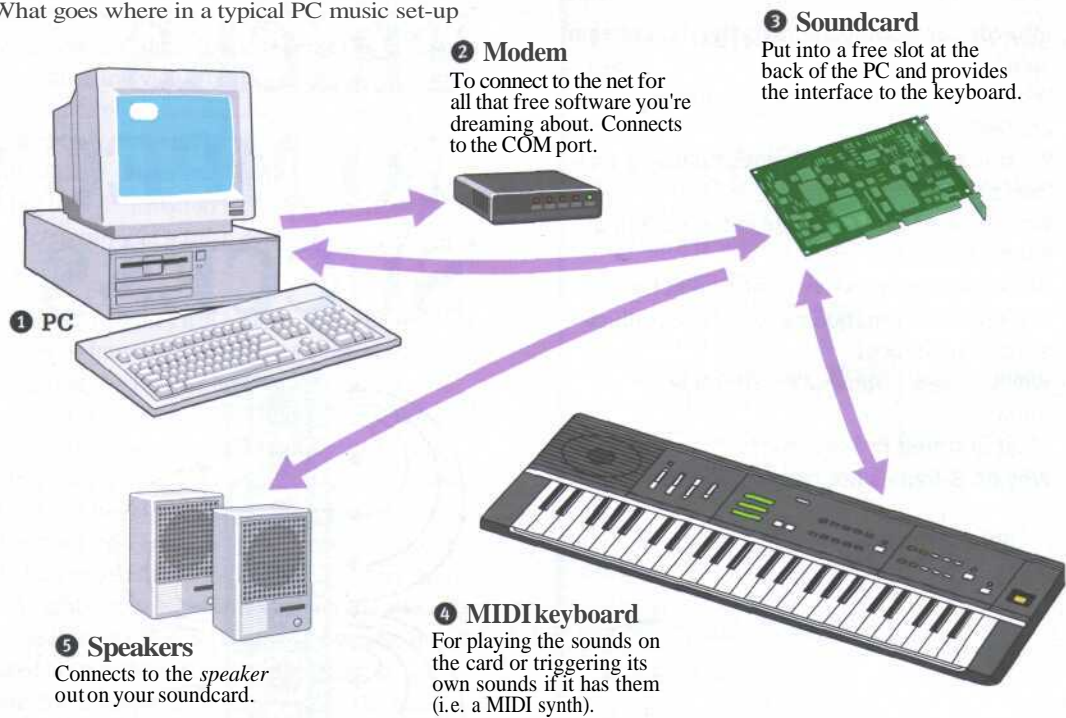 What goes where in a typical PC music set-up
❶ PC
❷ Modem
To connect to the net for
all that free software you're
dreaming about. Connects
to the COM port.
❸ Soundcard
Put into a free slot at the
back of the PC and provides
the interface to the keyboard.
❹ MIDI keyboard
For playing the sounds on
the card or triggering its
own sounds if it has them
(i.e. a MIDI synth).
❺ Speakers
Connects to the speaker
out on your soundcard.